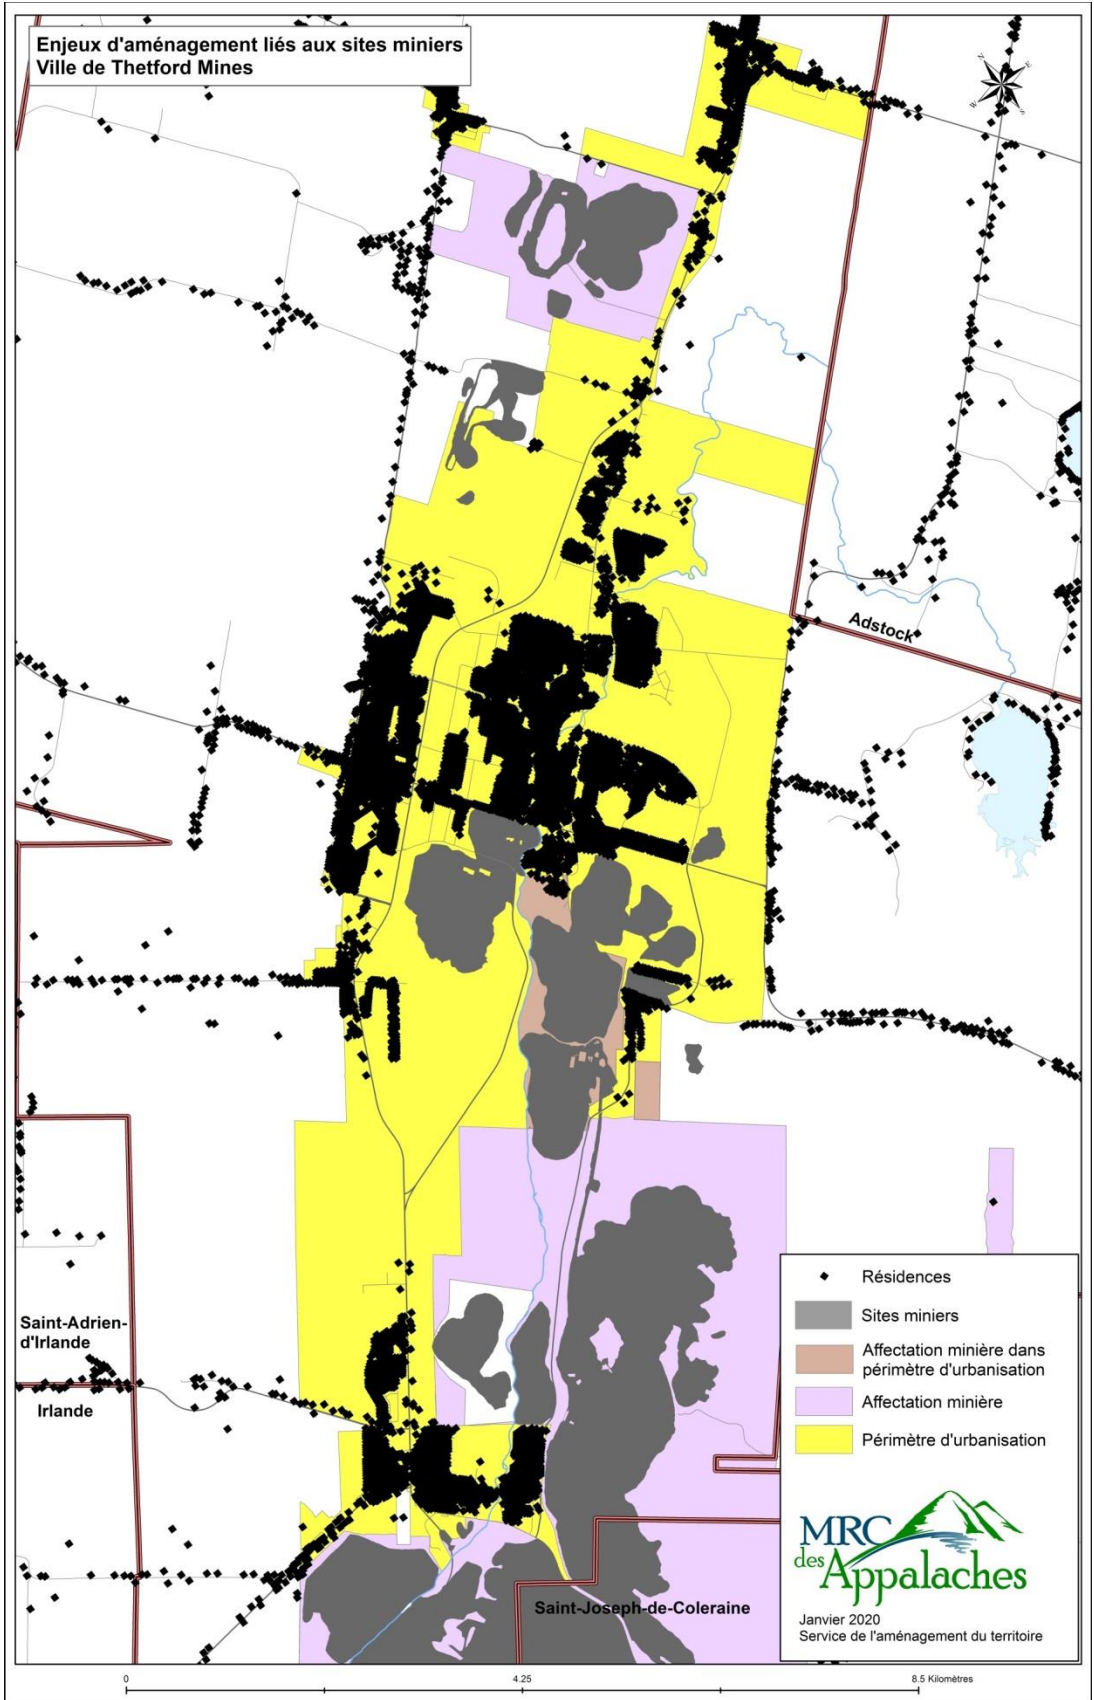 Enjeux d'aménagement liés aux sites miniers
Ville de Thetford Mines
N
E
S
W
Adstock
Saint-Adrien-
d'Irlande
Irlande
Saint-Joseph-de-Coleraine
Résidences
Sites miniers
Affectation minière dans
périmètre d'urbanisation
Affectation minière
Périmètre d'urbanisation
MRC
des
Appalaches
Janvier 2020
Service de l'aménagement du territoire
0
4.25
8.5 Kilomètres